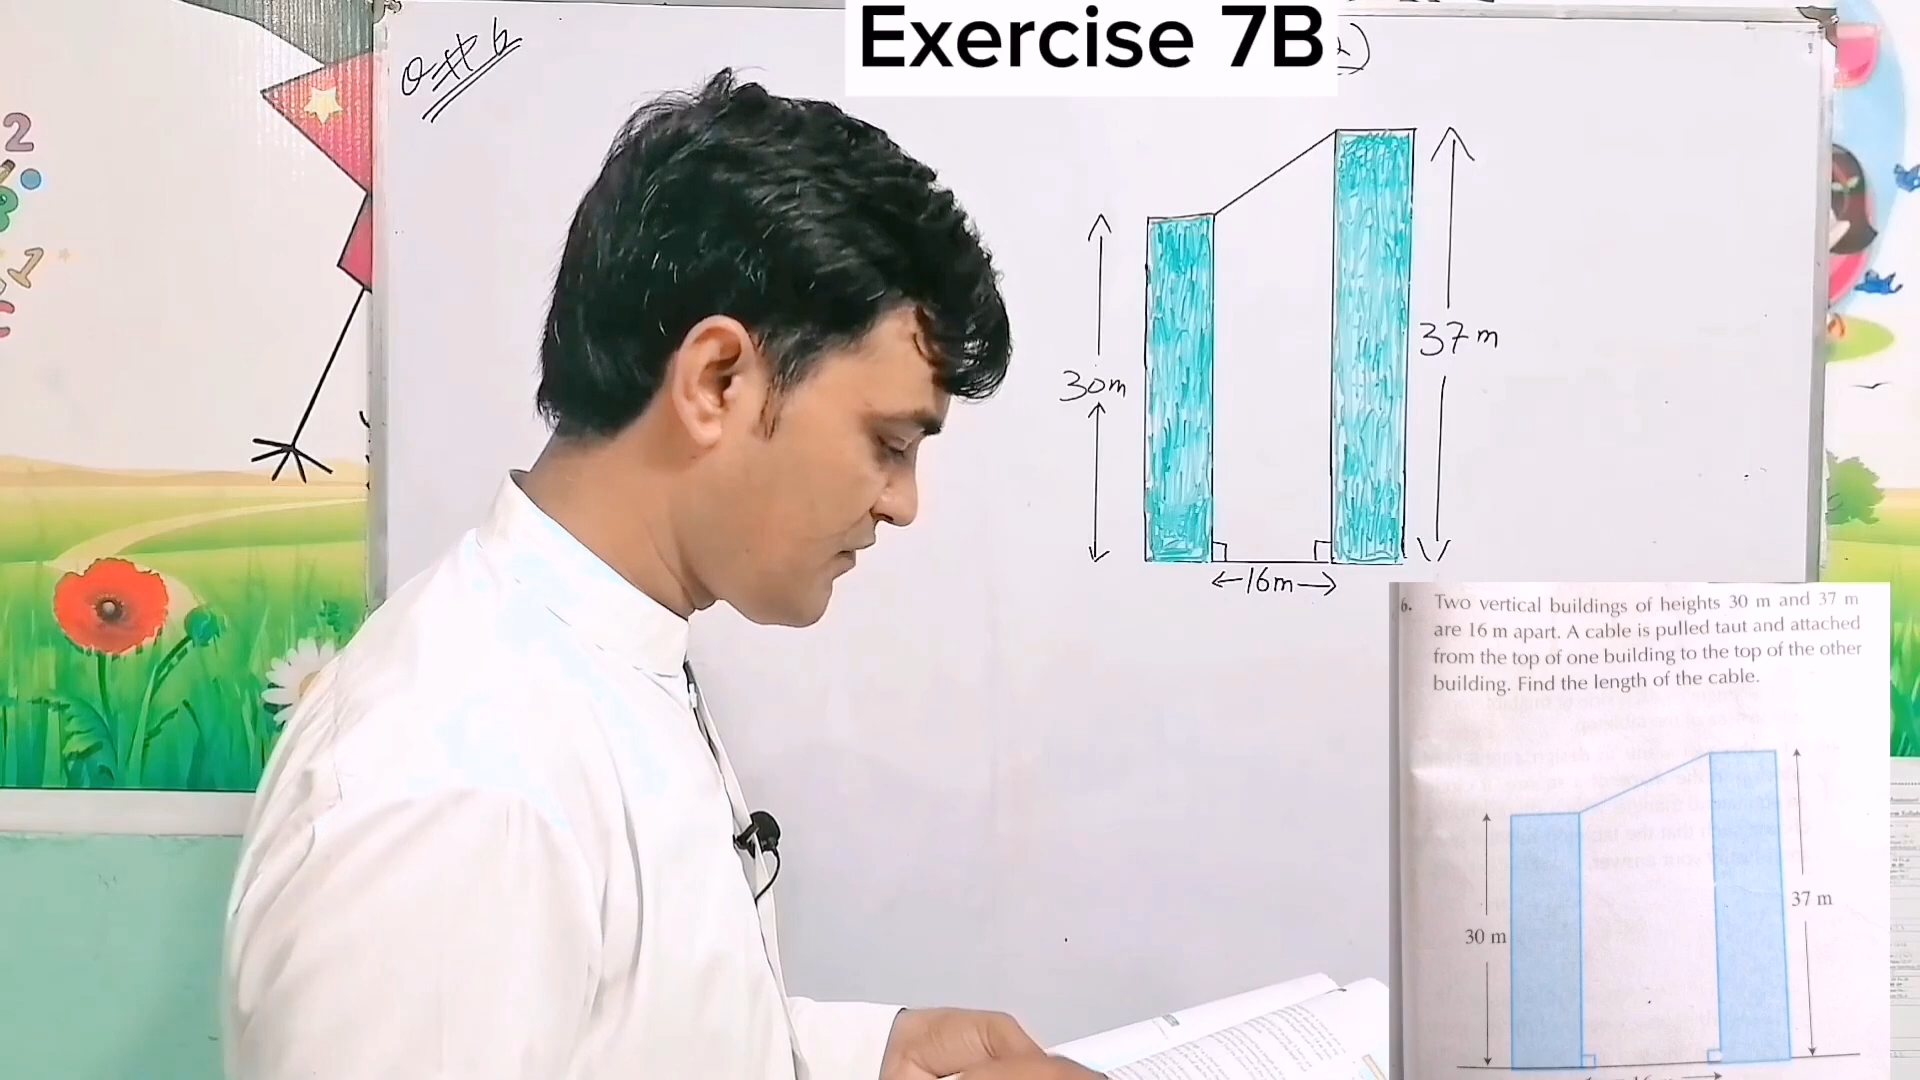 Exercise 7B
Q#6
37m
30m
16m
6. Two vertical buildings of heights 30 m and 37 m
are 16 m apart. A cable is pulled taut and attached
from the top of one building to the top of the other
building. Find the length of the cable.
37 m
30 m
2
1